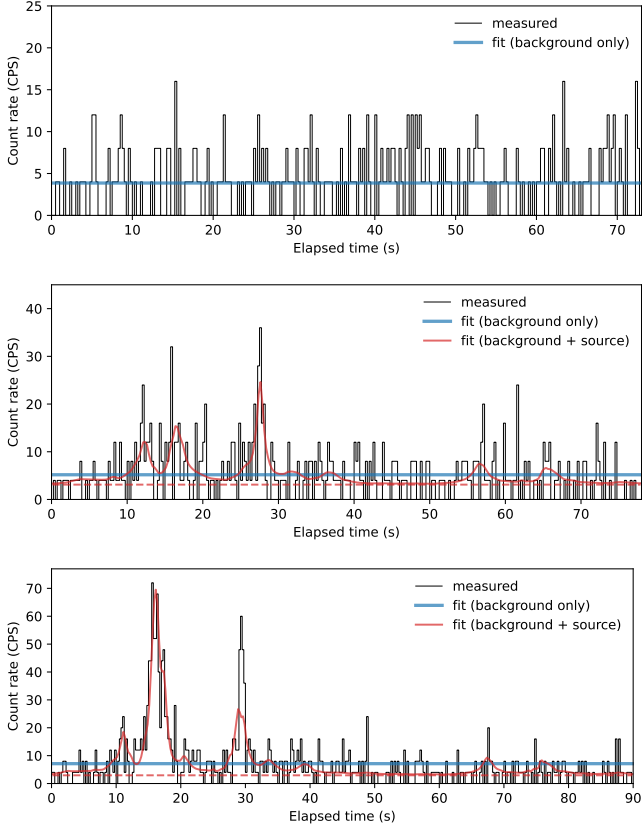 25
20
15
10
5
0
Count rate (CPS)
measured
fit (background only)
0 10 20 30 40 50 60 70
Elapsed time (s)
40
30
20
10
0
Count rate (CPS)
measured
fit (background only)
fit (background + source)
0 10 20 30 40 50 60 70
Elapsed time (s)
70
60
50
40
30
20
10
0
Count rate (CPS)
measured
fit (background only)
fit (background + source)
0 10 20 30 40 50 60 70 80 90
Elapsed time (s)